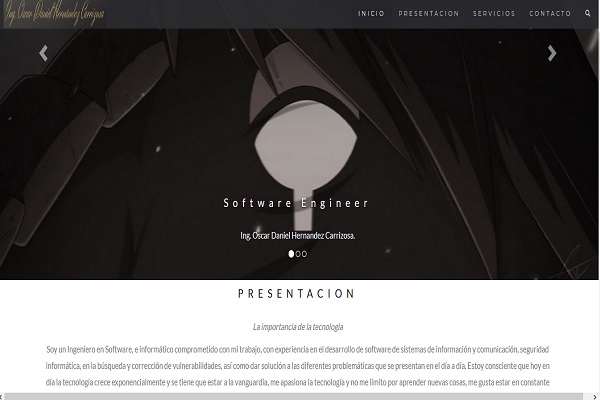 Ing. Oscar Daniel Hernandez Carrizosa
INICIO PRESENTACION SERVICIOS CONTACTO
Software Engineer
Ing. Oscar Daniel Hernandez Carrizosa.
PRESENTACION
La importancia de la tecnología
Soy un Ingeniero en Software, e informático comprometido con mi trabajo, con experiencia en el desarrollo de software de sistemas de información y comunicación, seguridad
informática, en la búsqueda y corrección de vulnerabilidades, así como dar solución a las diferentes problemáticas que se presentan en el día a día. Estoy consciente que hoy en
día la tecnología crece exponencialmente y se tiene que estar a la vanguardia, me apasiona la tecnología y no me limito por aprender nuevas cosas, me gusta estar en constante